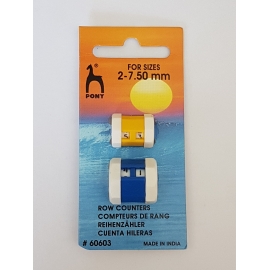 FOR SIZES
2-7.50 mm
PONY
ROW COUNTERS
COMPTEURS DE RANG
REIHENZÄHLER
CUENTA HILERAS
# 60603
MADE IN INDIA